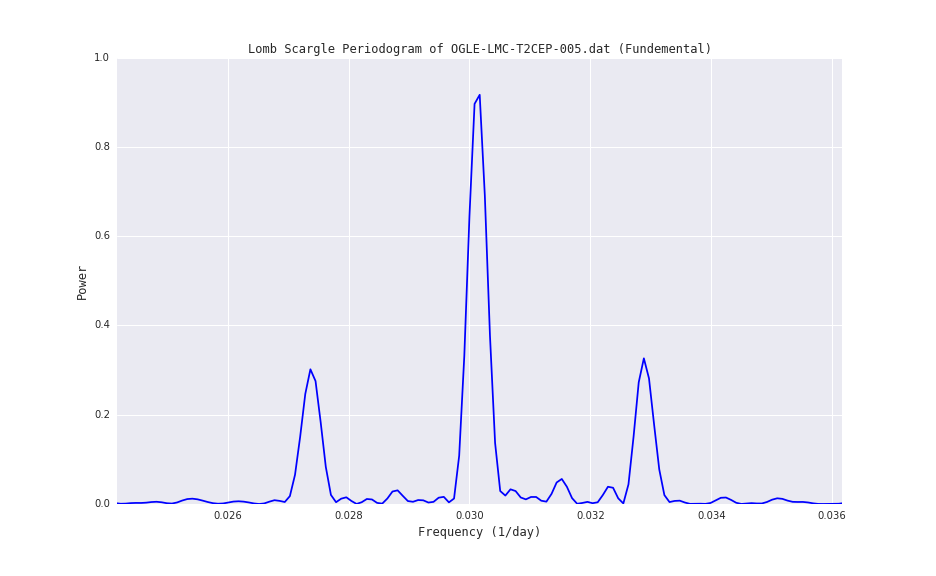 Lomb Scargle Periodogram of OGLE-LMC-T2CEP-005.dat (Fundemental)
1.0
0.8
0.6
0.4
0.2
0.0
Power
0.026 0.028 0.030 0.032 0.034 0.036
Frequency (1/day)